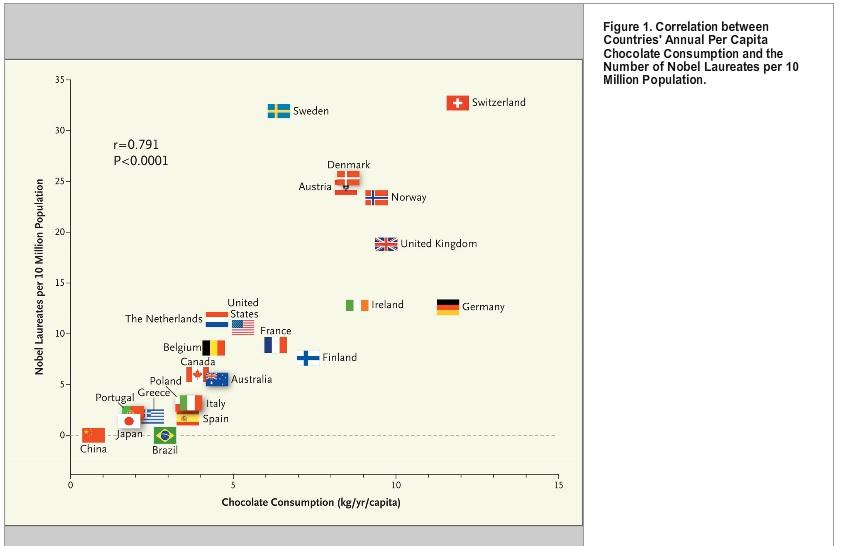 Figure 1. Correlation between
Countries' Annual Per Capita
Chocolate Consumption and the
Number of Nobel Laureates per 10
Million Population.
35
30
25
20
15
10
5
0
Nobel Laureates per 10 Million Population
r=0.791
P<0.0001
Sweden
Switzerland
Denmark
Austria
Norway
United Kingdom
United
States
The Netherlands
Ireland
Germany
France
Belgium
Finland
Canada
Australia
Poland
Portugal
Greece
Italy
Spain
Japan
China
Brazil
0
5
10
15
Chocolate Consumption (kg/yr/capita)